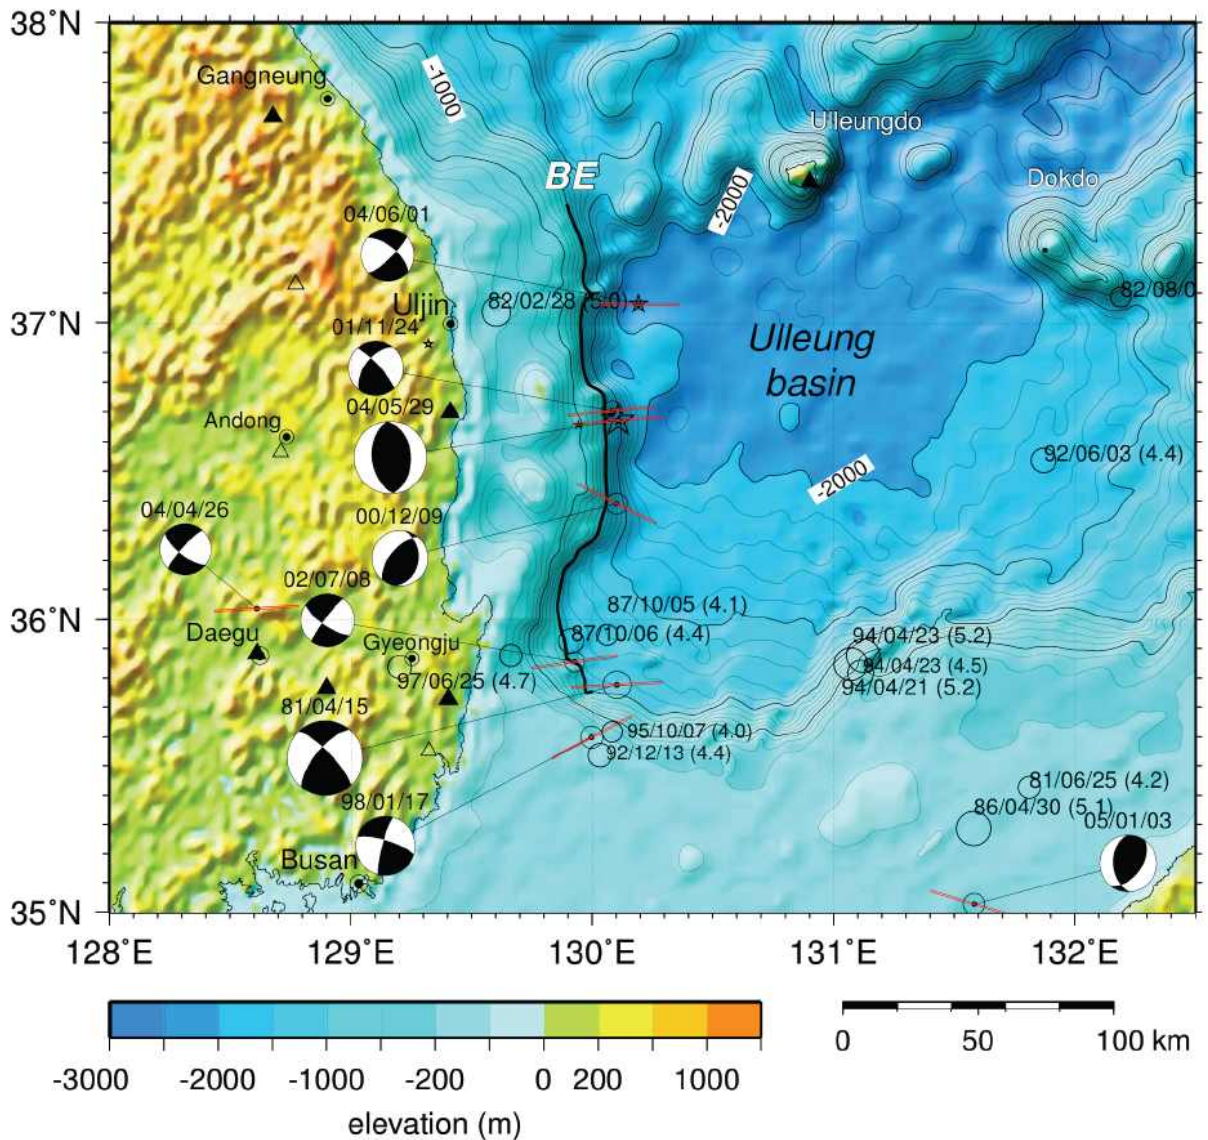 38°N
Gangneung
-1000
Ulleungdo
BE
Dokdo
-2000
04/06/01
82/02/28 (5.0)
82/08/0
Uljin
37°N
01/11/24
Ulleung
basin
04/05/29
Andong
92/06/03 (4.4)
-2000
04/04/26
00/12/09
02/07/08
87/10/05 (4.1)
36°N
Daegu
Gyeongju
87/10/06 (4.4)
94/04/23 (5.2)
94/04/23 (4.5)
97/06/25 (4.7)
94/04/21 (5.2)
81/04/15
95/10/07 (4.0)
92/12/13 (4.4)
81/06/25 (4.2)
98/01/17
86/04/30 (5.1)
05/01/03
Busan
35°N
128°E
129°E
130°E
131°E
132°E
0
50
100 km
-3000
-2000
-1000
-200
0
200
1000
elevation (m)